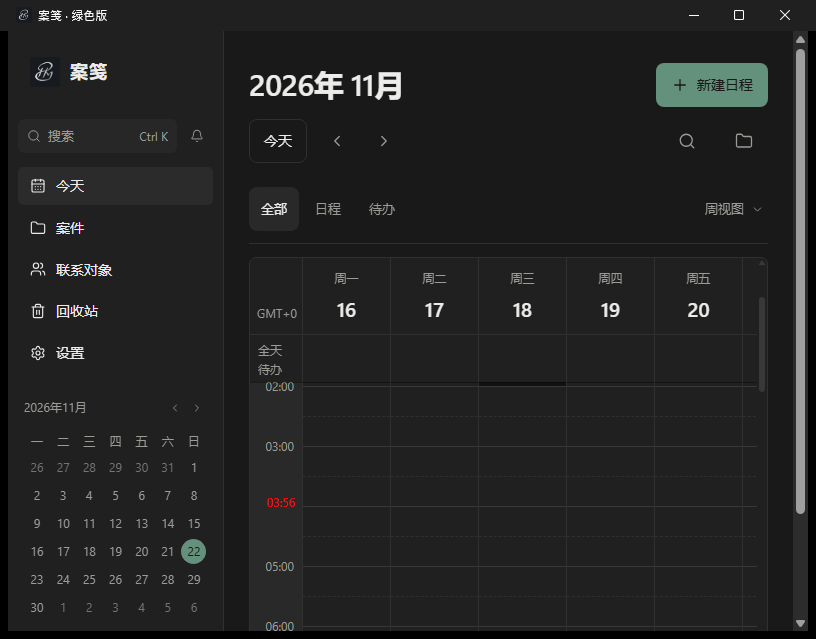 案笺 · 绿色版
案笺
搜索 Ctrl K
今天
案件
联系对象
回收站
设置
2026年11月
一 二 三 四 五 六 日
26 27 28 29 30 31 1
2 3 4 5 6 7 8
9 10 11 12 13 14 15
16 17 18 19 20 21 22
23 24 25 26 27 28 29
30 1 2 3 4 5 6
2026年 11月
新建日程
今天
全部 日程 待办 周视图
周一 周二 周三 周四 周五
GMT+0 16 17 18 19 20
全天
待办
02:00
03:00
03:56
05:00
06:00